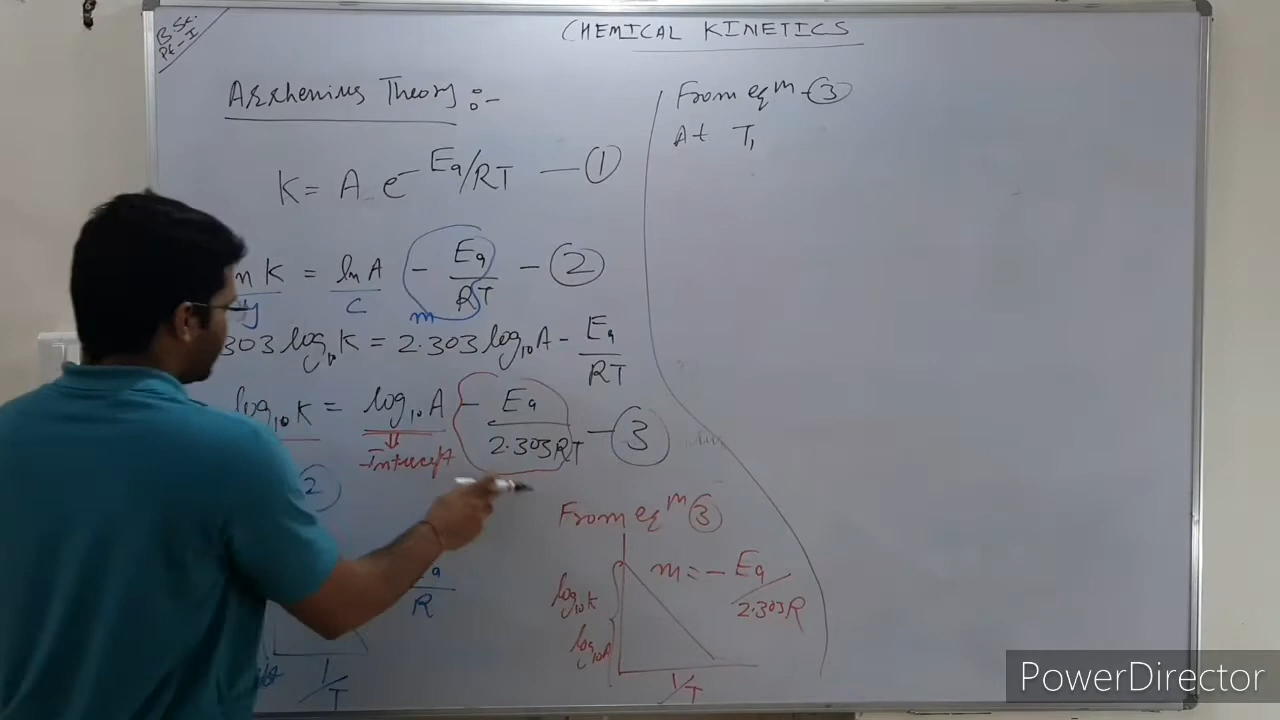 B.Sc.
Pt-I
CHEMICAL KINETICS
Arrhenius Theory :-
K = A e^-Ea/RT — ①
ln K = ln A - Ea/RT - ②
y C m
303 log10 K = 2.303 log10 A - Ea/RT
log10 K = log10 A - Ea/2.303RT — ③
⇓
Intercept
②
a/R
1/T
From eqⁿ ③
m = - Ea/2.303R
log10 K
log10 A
1/T
From eqⁿ - ③
At T1
PowerDirector